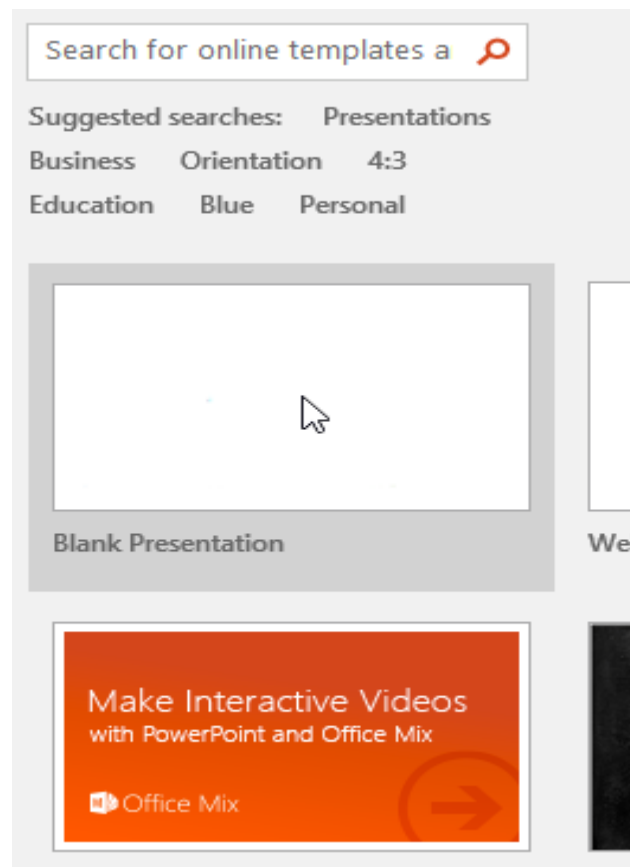 Search for online templates a
Suggested searches: Presentations
Business Orientation 4:3
Education Blue Personal
Blank Presentation
We
Make Interactive Videos
with PowerPoint and Office Mix
Office Mix